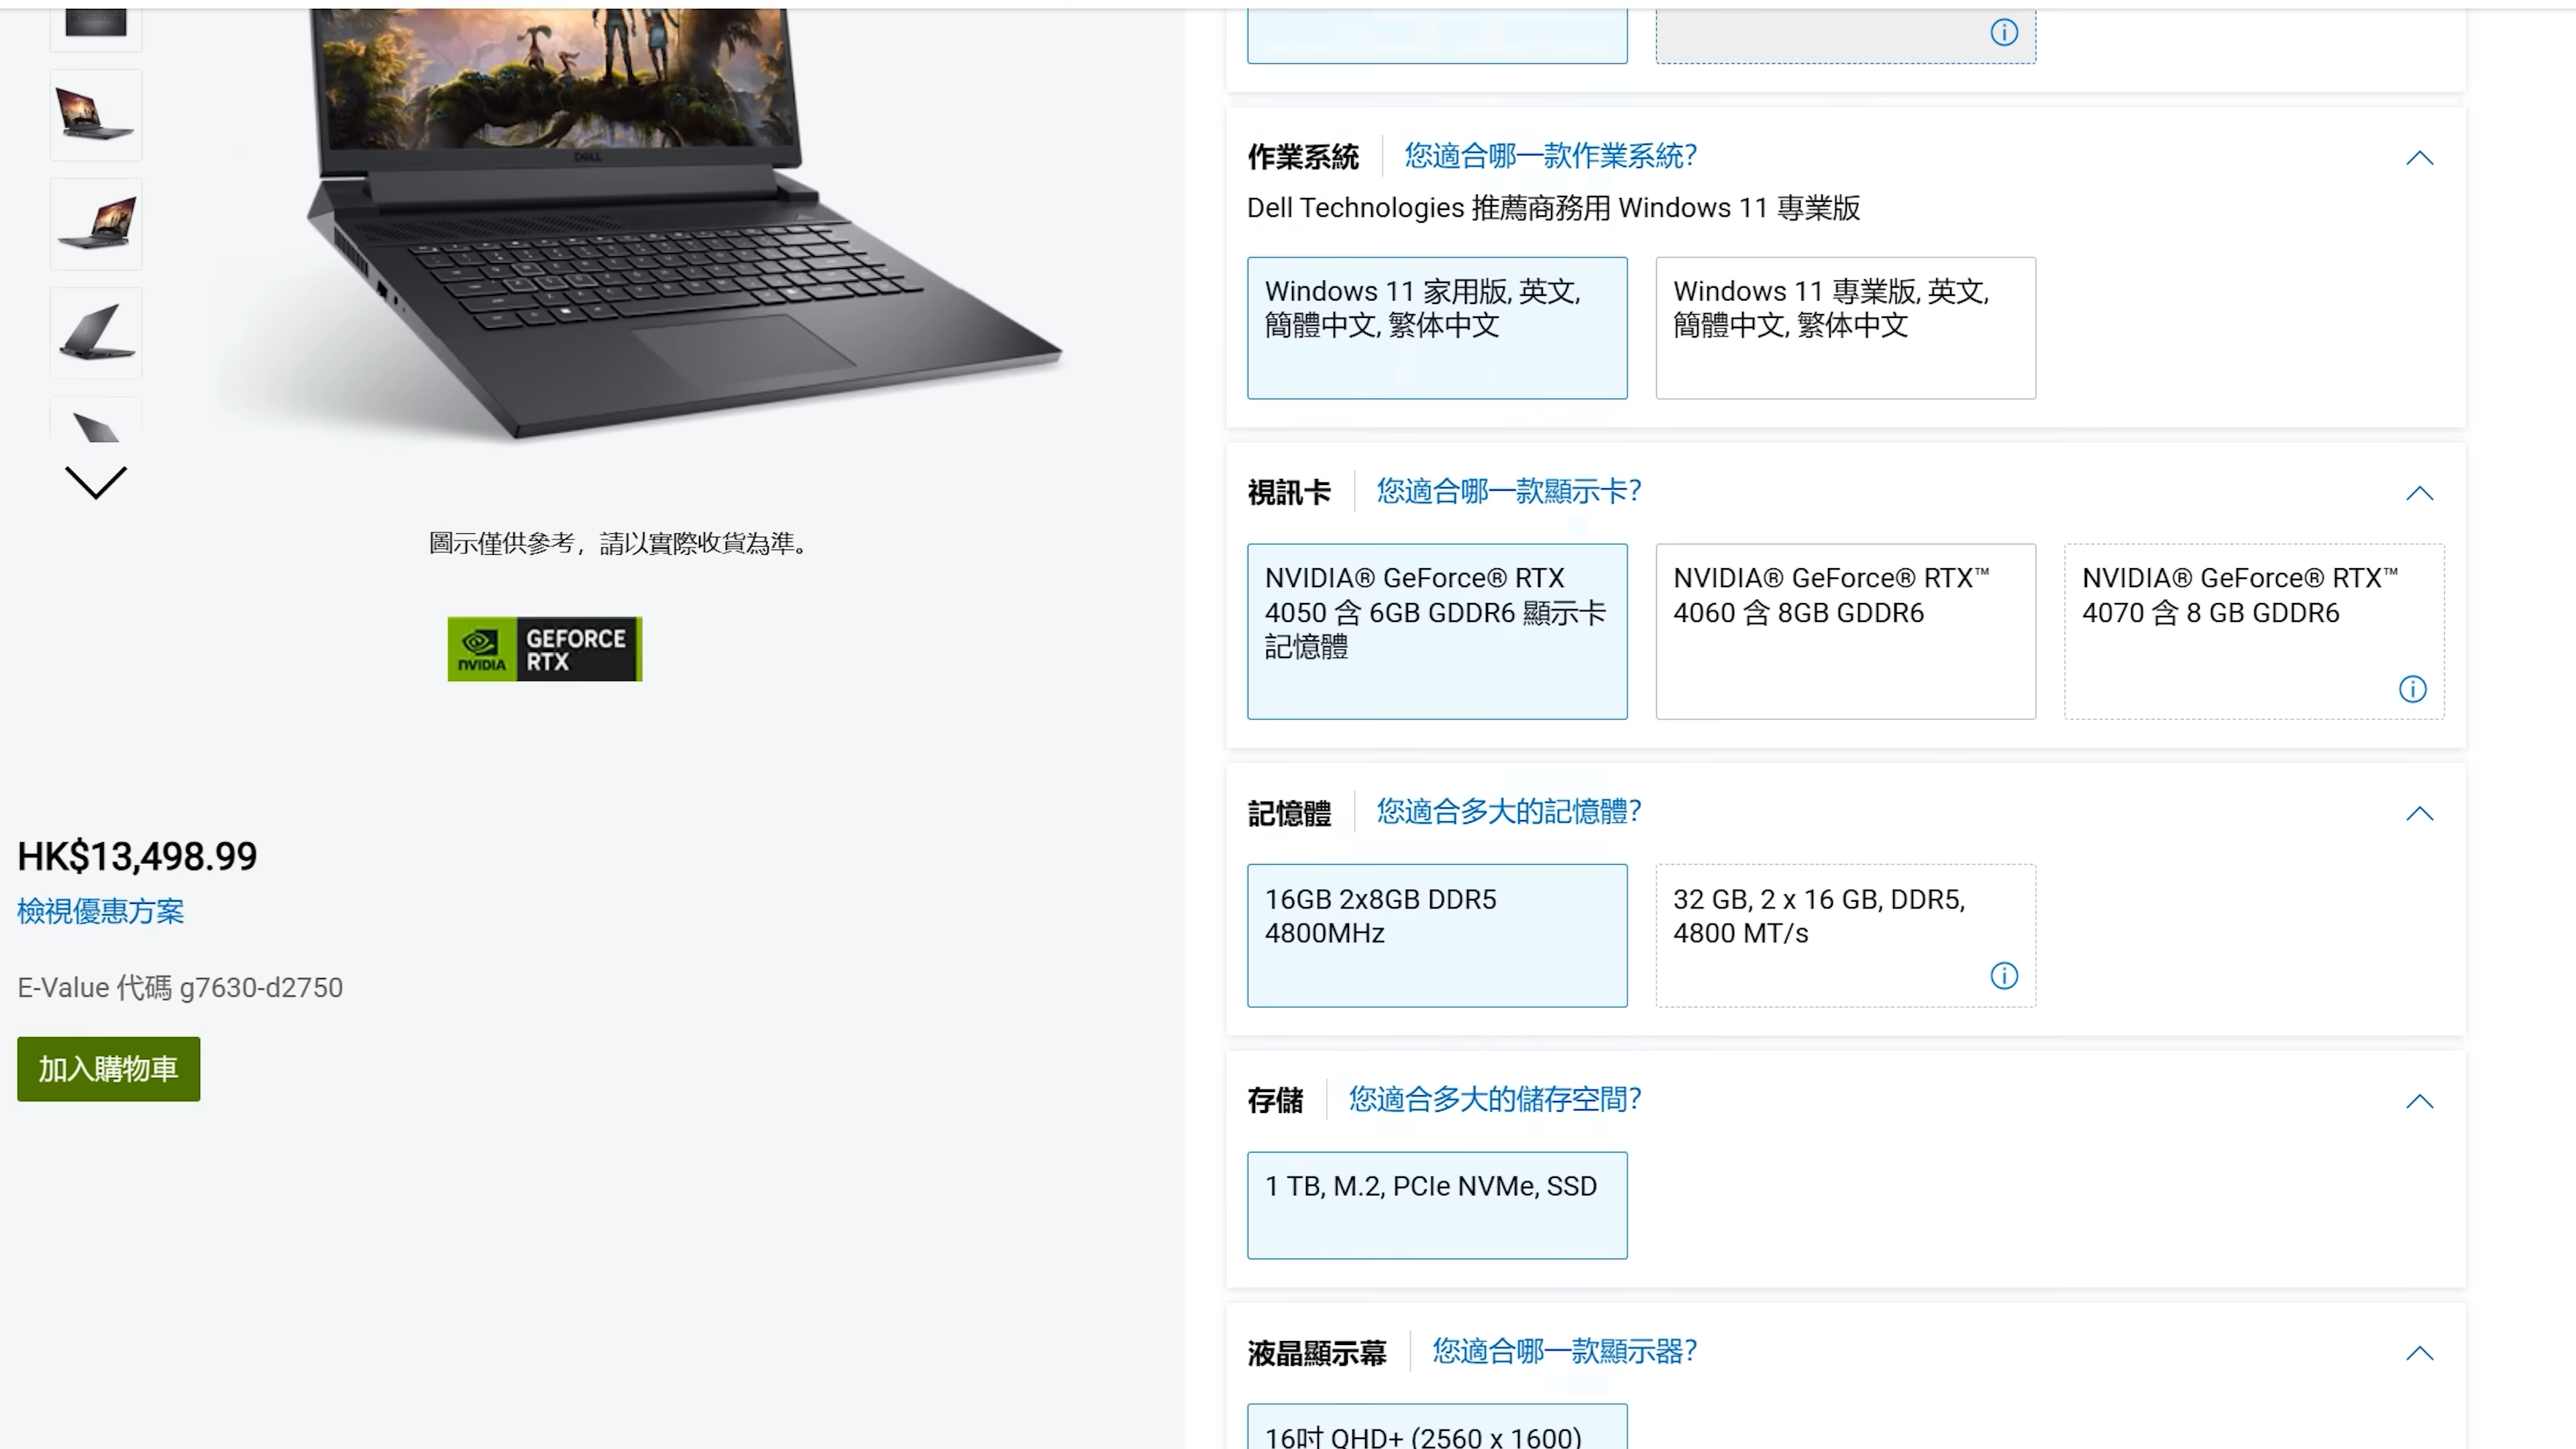 DELL
圖示僅供參考，請以實際收貨為準。
NVIDIA
GEFORCE
RTX
HK$13,498.99
檢視優惠方案
E-Value 代碼 g7630-d2750
加入購物車
作業系統
您適合哪一款作業系統？
Dell Technologies 推薦商務用 Windows 11 專業版
Windows 11 家用版, 英文,
簡體中文, 繁体中文
Windows 11 專業版, 英文,
簡體中文, 繁体中文
視訊卡
您適合哪一款顯示卡？
NVIDIA® GeForce® RTX
4050 含 6GB GDDR6 顯示卡
記憶體
NVIDIA® GeForce® RTX™
4060 含 8GB GDDR6
NVIDIA® GeForce® RTX™
4070 含 8 GB GDDR6
記憶體
您適合多大的記憶體？
16GB 2x8GB DDR5
4800MHz
32 GB, 2 x 16 GB, DDR5,
4800 MT/s
存儲
您適合多大的儲存空間？
1 TB, M.2, PCIe NVMe, SSD
液晶顯示幕
您適合哪一款顯示器？
16吋 QHD+ (2560 x 1600)